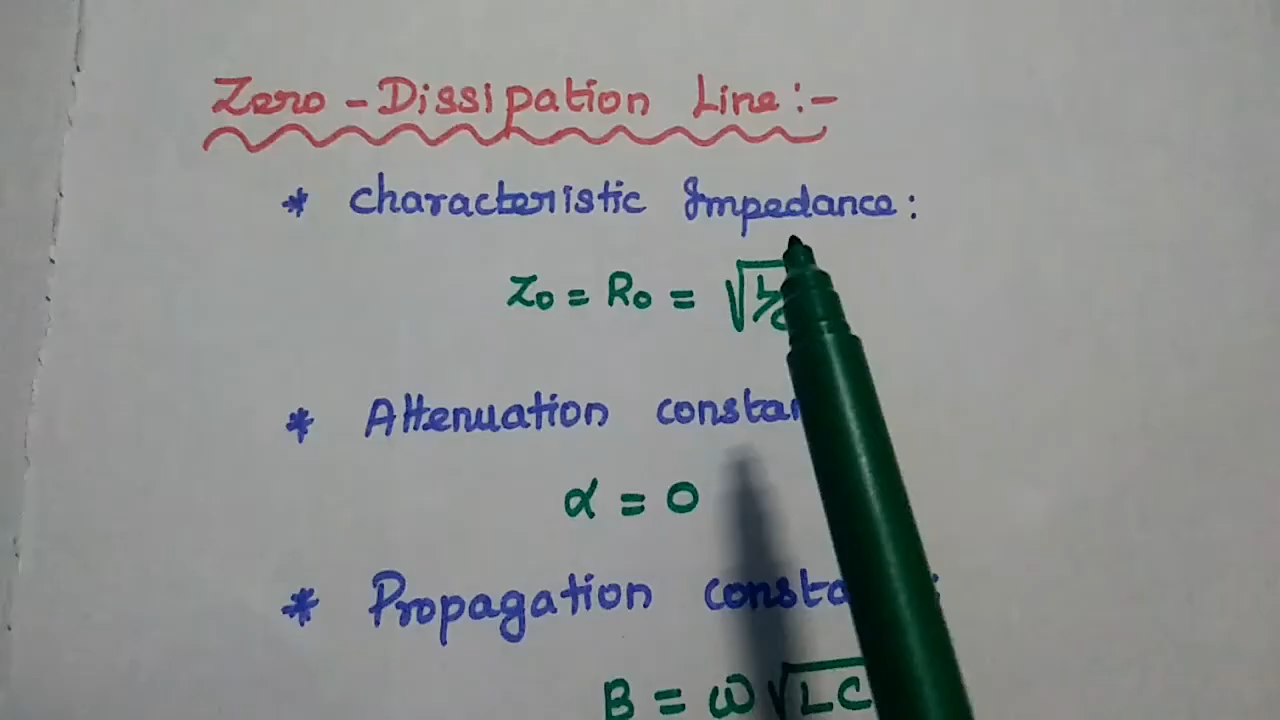 Zero - Dissipation Line:-
* Characteristic Impedance:
Z0 = R0 = √L/
* Attenuation
α = 0
* Propagation
B = ω√LC